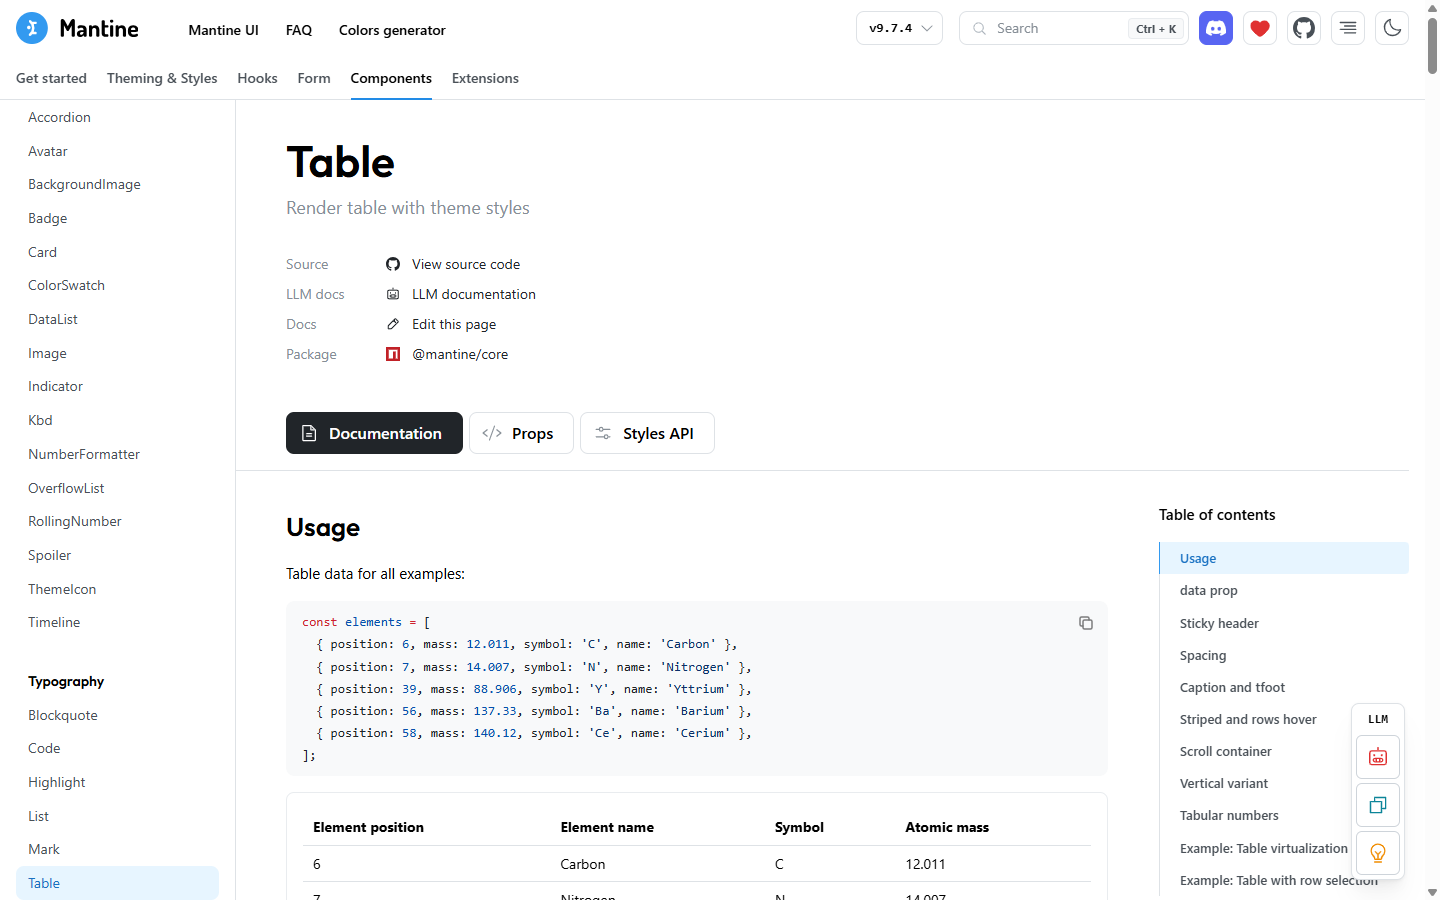 Mantine
Mantine UI
FAQ
Colors generator
v9.7.4
Search
Ctrl + K
Get started
Theming & Styles
Hooks
Form
Components
Extensions
Accordion
Avatar
BackgroundImage
Badge
Card
ColorSwatch
DataList
Image
Indicator
Kbd
NumberFormatter
OverflowList
RollingNumber
Spoiler
ThemeIcon
Timeline
Typography
Blockquote
Code
Highlight
List
Mark
Table
Table
Render table with theme styles
Source View source code
LLM docs LLM documentation
Docs Edit this page
Package @mantine/core
Documentation
Props
Styles API
Usage
Table data for all examples:
const elements = [
  { position: 6, mass: 12.011, symbol: 'C', name: 'Carbon' },
  { position: 7, mass: 14.007, symbol: 'N', name: 'Nitrogen' },
  { position: 39, mass: 88.906, symbol: 'Y', name: 'Yttrium' },
  { position: 56, mass: 137.33, symbol: 'Ba', name: 'Barium' },
  { position: 58, mass: 140.12, symbol: 'Ce', name: 'Cerium' },
];
Element position Element name Symbol Atomic mass
6 Carbon C 12.011
7 Nitrogen N 14.007
Table of contents
Usage
data prop
Sticky header
Spacing
Caption and tfoot
Striped and rows hover
Scroll container
Vertical variant
Tabular numbers
Example: Table virtualization
Example: Table with row selection
LLM